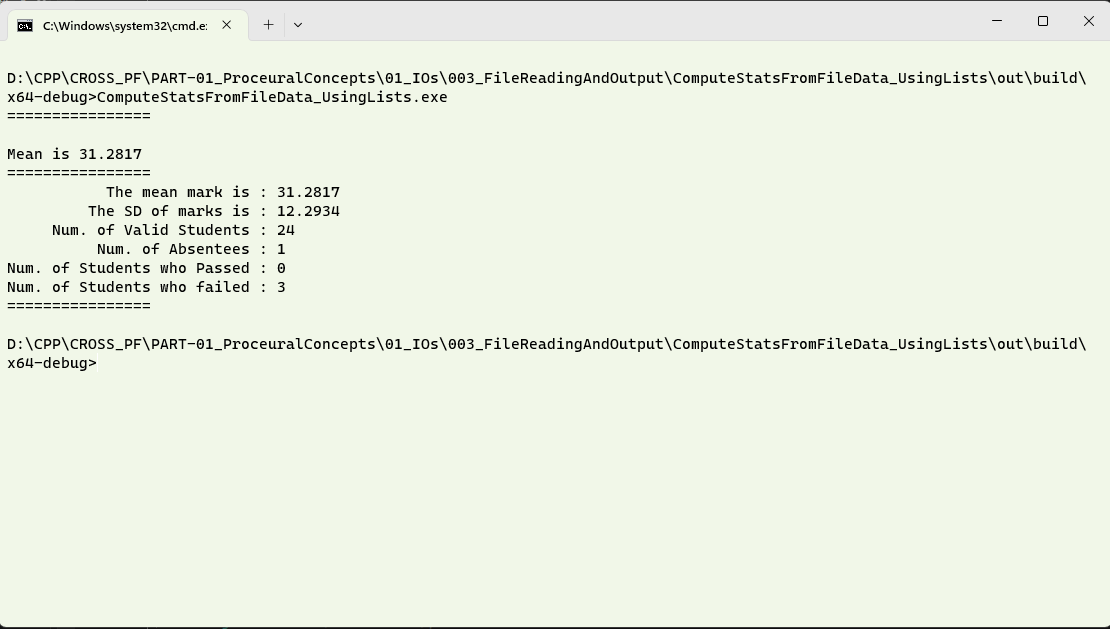 C:\Windows\system32\cmd.e:
D:\CPP\CROSS_PF\PART-01_ProceuralConcepts\01_IOs\003_FileReadingAndOutput\ComputeStatsFromFileData_UsingLists\out\build\
x64-debug>ComputeStatsFromFileData_UsingLists.exe
================
Mean is 31.2817
================
The mean mark is : 31.2817
The SD of marks is : 12.2934
Num. of Valid Students : 24
Num. of Absentees : 1
Num. of Students who Passed : 0
Num. of Students who failed : 3
================
D:\CPP\CROSS_PF\PART-01_ProceuralConcepts\01_IOs\003_FileReadingAndOutput\ComputeStatsFromFileData_UsingLists\out\build\
x64-debug>